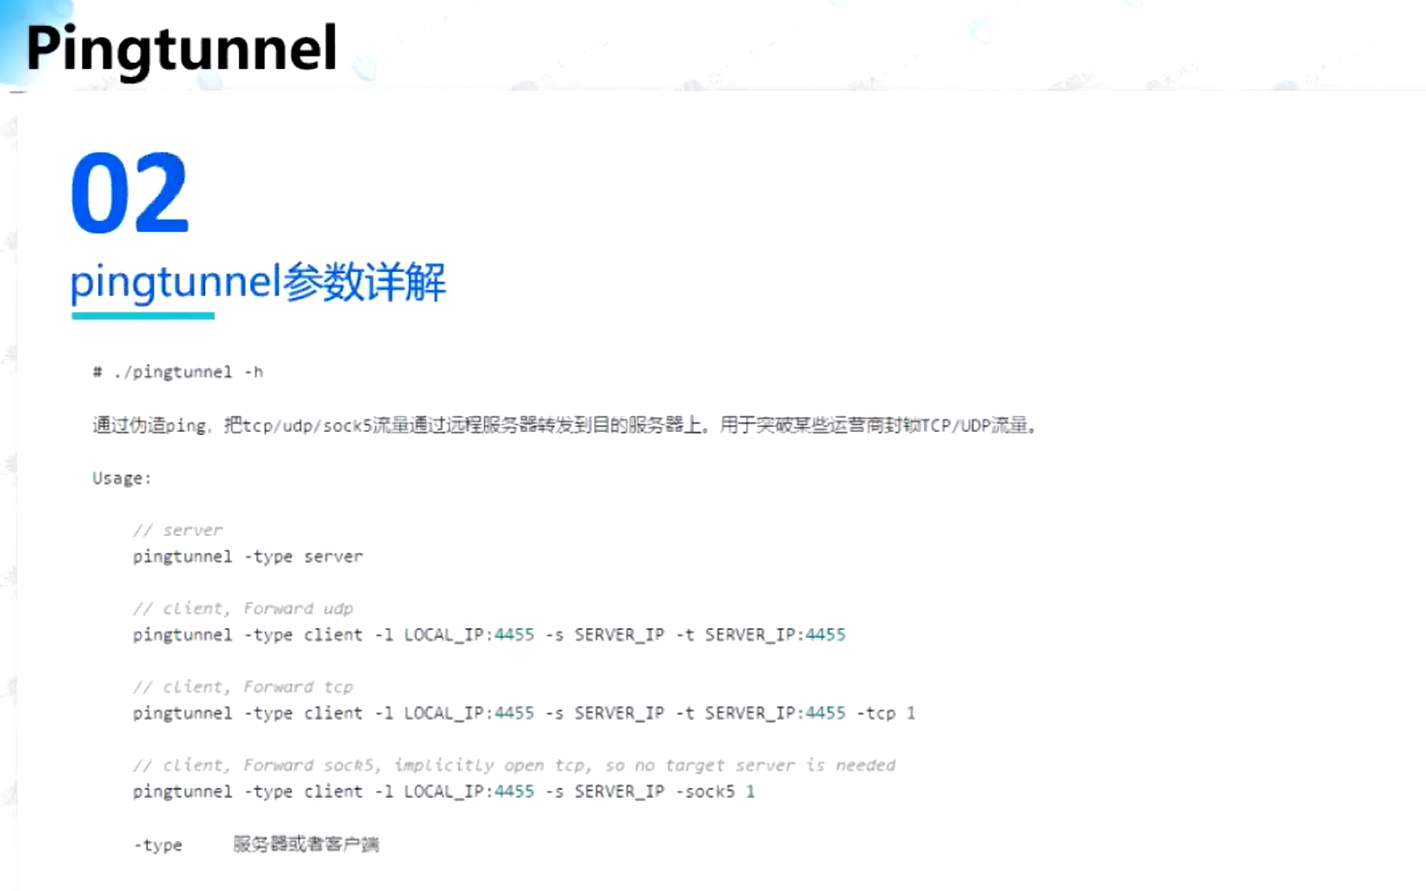 Pingtunnel
02
pingtunnel参数详解
# ./pingtunnel -h
通过伪造ping，把tcp/udp/sock5流量通过远程服务器转发到目的服务器上。用于突破某些运营商封锁TCP/UDP流量。
Usage:
// server
pingtunnel -type server
// client, Forward udp
pingtunnel -type client -l LOCAL_IP:4455 -s SERVER_IP -t SERVER_IP:4455
// client, Forward tcp
pingtunnel -type client -l LOCAL_IP:4455 -s SERVER_IP -t SERVER_IP:4455 -tcp 1
// client, Forward sock5, implicitly open tcp, so no target server is needed
pingtunnel -type client -l LOCAL_IP:4455 -s SERVER_IP -sock5 1
-type 服务器或者客户端